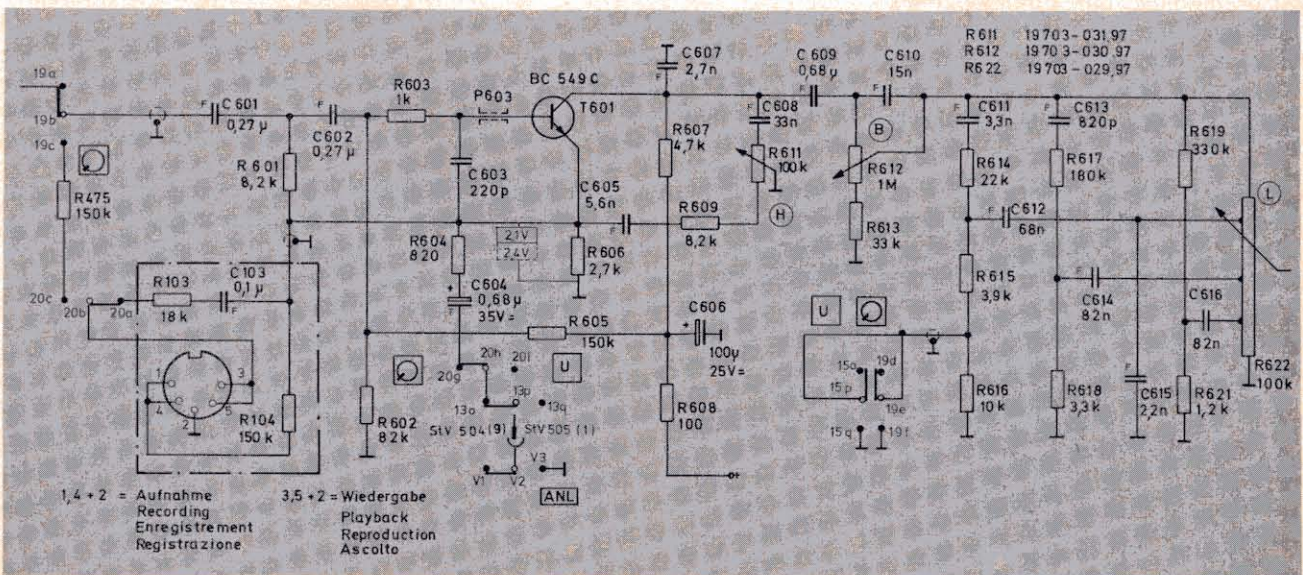 R611 19703-031,97
R612 19703-030,97
R622 19703-029,97
19a
19b
19c
R475
150k
20c
20b
20a
C601
0,27µ
R601
8,2k
C602
0,27µ
R603
1k
P603
BC 549 C
T601
C603
220p
C605
5,6n
C607
2,7n
C609
0,68µ
C610
15n
C608
33n
R607
4,7k
R611
100k
H
B
R612
1M
R613
33k
R609
8,2k
C611
3,3n
R614
22k
C613
820p
R617
180k
R619
330k
L
C612
68n
R615
3,9k
C614
82n
C616
82n
R622
100k
R616
10k
R618
3,3k
C615
2,2n
R621
1,2k
R604
820
2,1V
2,4V
R606
2,7k
C604
0,68µ
35V=
R605
150k
C606
100µ
25V=
R608
100
R602
82k
R103
18k
C103
0,1µ
F
R104
150k
1
2
3
4
5
20g
20h
20i
U
13o
13p
13q
StV 504(9)
StV 505(1)
V1
V2
V3
ANL
U
15o
15p
15q
19d
19e
19f
1,4+2 = Aufnahme
Recording
Enregistrement
Registrazione
3,5+2 = Wiedergabe
Playback
Reproduction
Ascolto